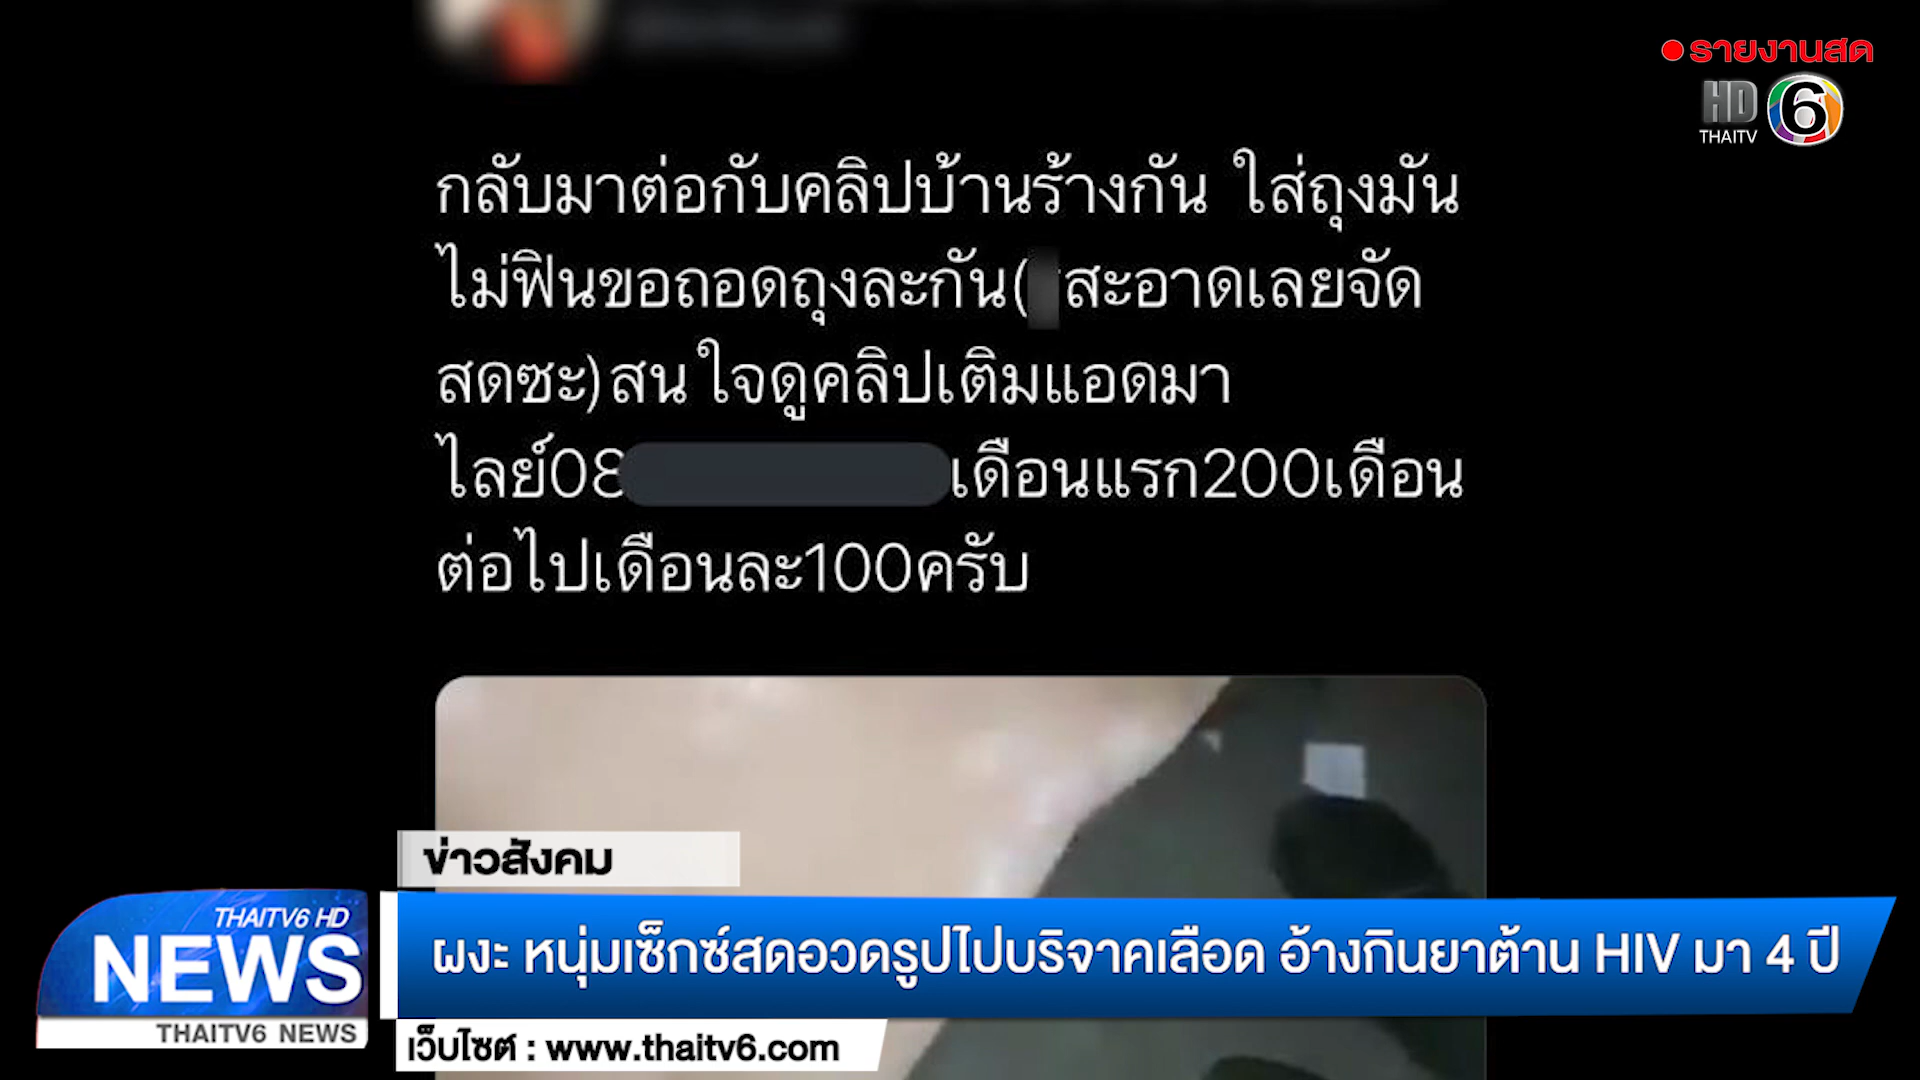 รายงานสด
HD
THAITV
6
กลับมาต่อกับคลิปบ้านร้างกัน ใส่ถุงมัน
ไม่ฟินขอถอดถุงละกัน( สะอาดเลยจัด
สดซะ)สนใจดูคลิปเติมแอดมา
ไลย์08 เดือนแรก200เดือน
ต่อไปเดือนละ100ครับ
ข่าวสังคม
THAITV6 HD
NEWS
ผงะ หนุ่มเซ็กซ์สดอวดรูปไปบริจาคเลือด อ้างกินยาต้าน HIV มา 4 ปี
THAITV6 NEWS
เว็บไซต์ : www.thaitv6.com